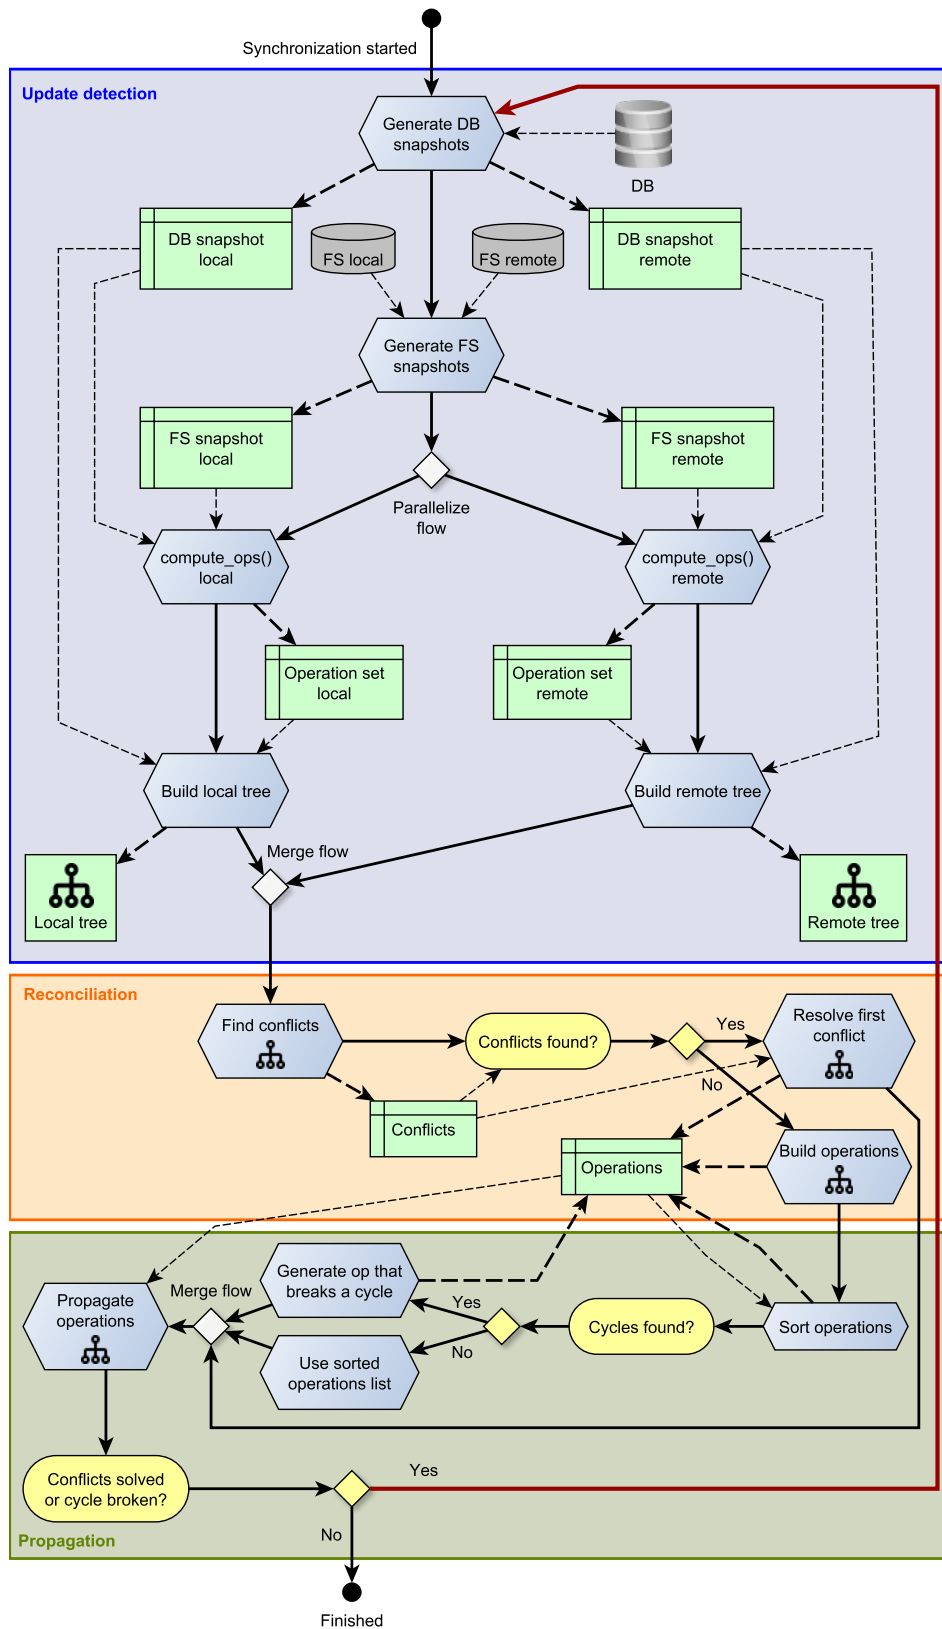 Synchronization started
Update detection
Generate DB
snapshots
DB
DB snapshot
local
FS local
FS remote
DB snapshot
remote
Generate FS
snapshots
FS snapshot
local
FS snapshot
remote
Parallelize
flow
compute_ops()
local
compute_ops()
remote
Operation set
local
Operation set
remote
Build local tree
Build remote tree
Merge flow
Local tree
Remote tree
Reconciliation
Find conflicts
Conflicts found?
Yes
Resolve first
conflict
No
Conflicts
Build operations
Operations
Generate op that
breaks a cycle
Merge flow
Propagate
operations
Yes
Cycles found?
Sort operations
No
Use sorted
operations list
Conflicts solved
or cycle broken?
Yes
No
Propagation
Finished